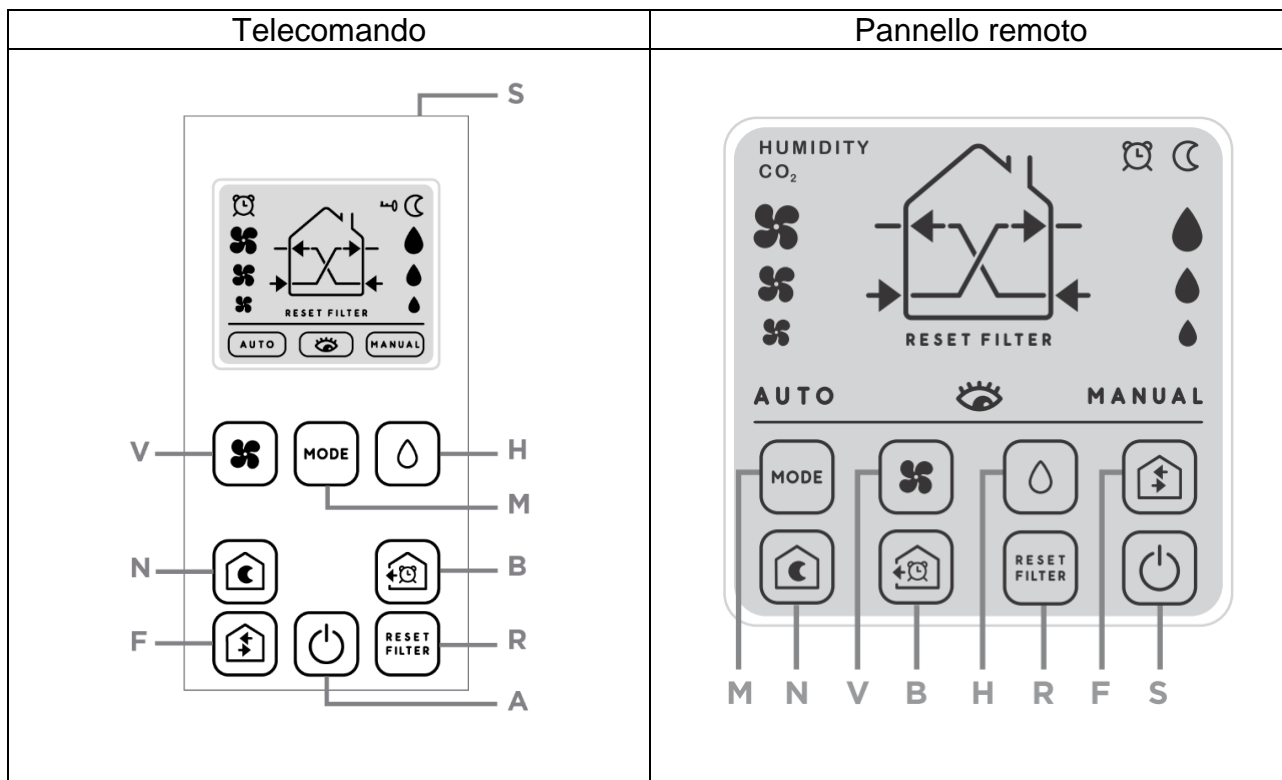 Telecomando
Pannello remoto
S
RESET FILTER
AUTO
MANUAL
V
MODE
H
M
N
B
F
RESET
FILTER
R
A
HUMIDITY
CO₂
RESET FILTER
AUTO
MANUAL
MODE
RESET
FILTER
M N V B H R F S